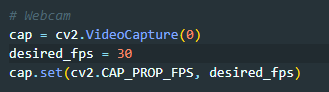 # Webcam
cap = cv2.VideoCapture(0)
desired_fps = 30
cap.set(cv2.CAP_PROP_FPS, desired_fps)